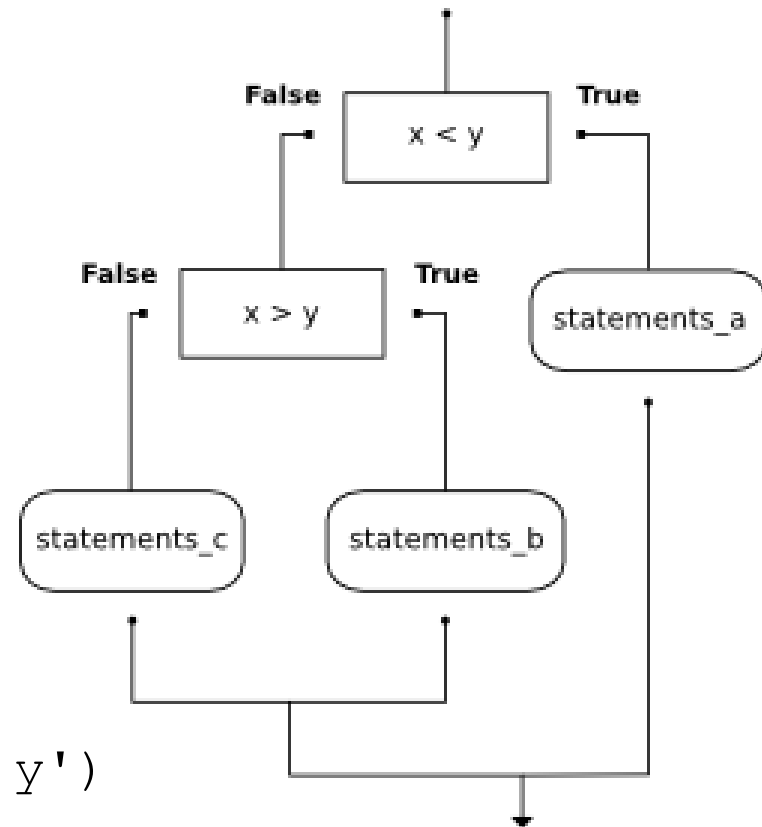 False True
x < y
False True
x > y
statements_a
statements_c statements_b
y')